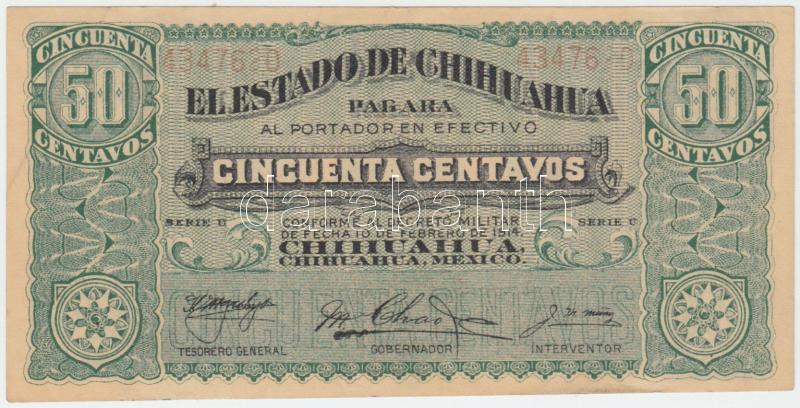 CINCUENTA
50
CENTAVOS
CINCUENTA
50
CENTAVOS
EL ESTADO DE CHIHUAHUA
PAGARA
AL PORTADOR EN EFECTIVO
CINCUENTA CENTAVOS
darabanth
SERIE U
CONFORME AL DECRETO MILITAR
SERIE U
DE FECHA 10 DE FEBRERO DE 1914.
CHIHUAHUA,
CHIHUAHUA, MEXICO.
CINCUENTA CENTAVOS
TESORERO GENERAL
GOBERNADOR
INTERVENTOR